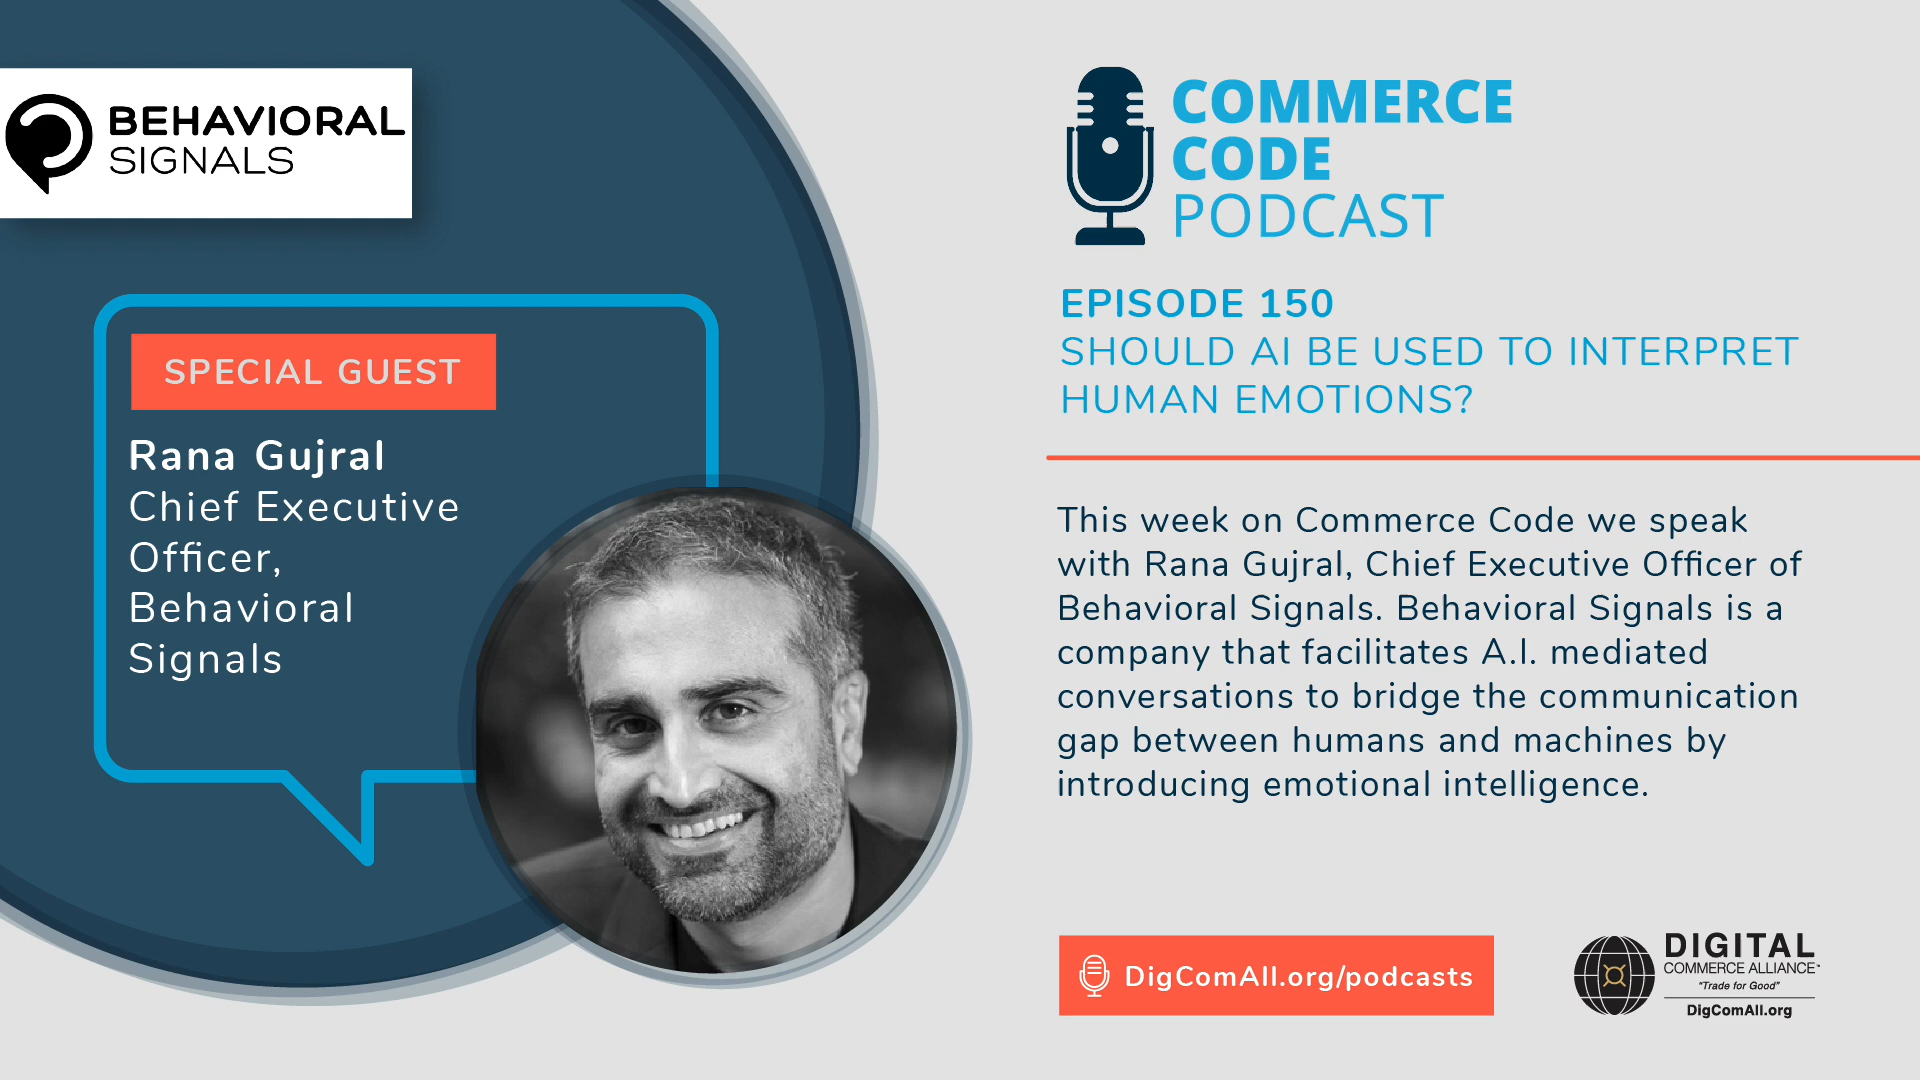 BEHAVIORAL
SIGNALS
SPECIAL GUEST
Rana Gujral
Chief Executive
Officer,
Behavioral
Signals
COMMERCE
CODE
PODCAST
EPISODE 150
SHOULD AI BE USED TO INTERPRET
HUMAN EMOTIONS?
This week on Commerce Code we speak
with Rana Gujral, Chief Executive Officer of
Behavioral Signals. Behavioral Signals is a
company that facilitates A.I. mediated
conversations to bridge the communication
gap between humans and machines by
introducing emotional intelligence.
DigComAll.org/podcasts
DIGITAL
COMMERCE ALLIANCE™
"Trade for Good"
DigComAll.org